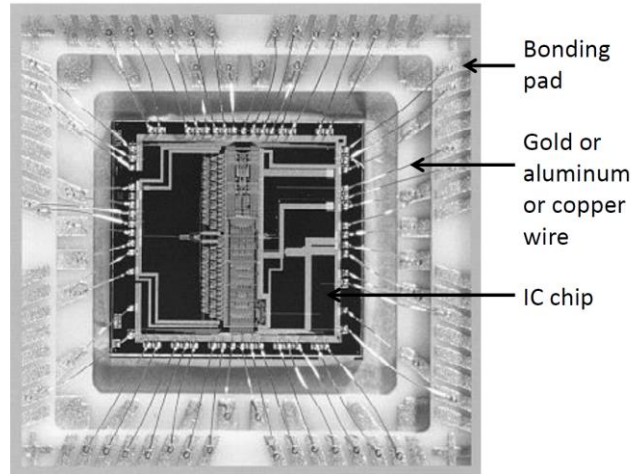 Bonding
pad
Gold or
aluminum
or copper
wire
IC chip